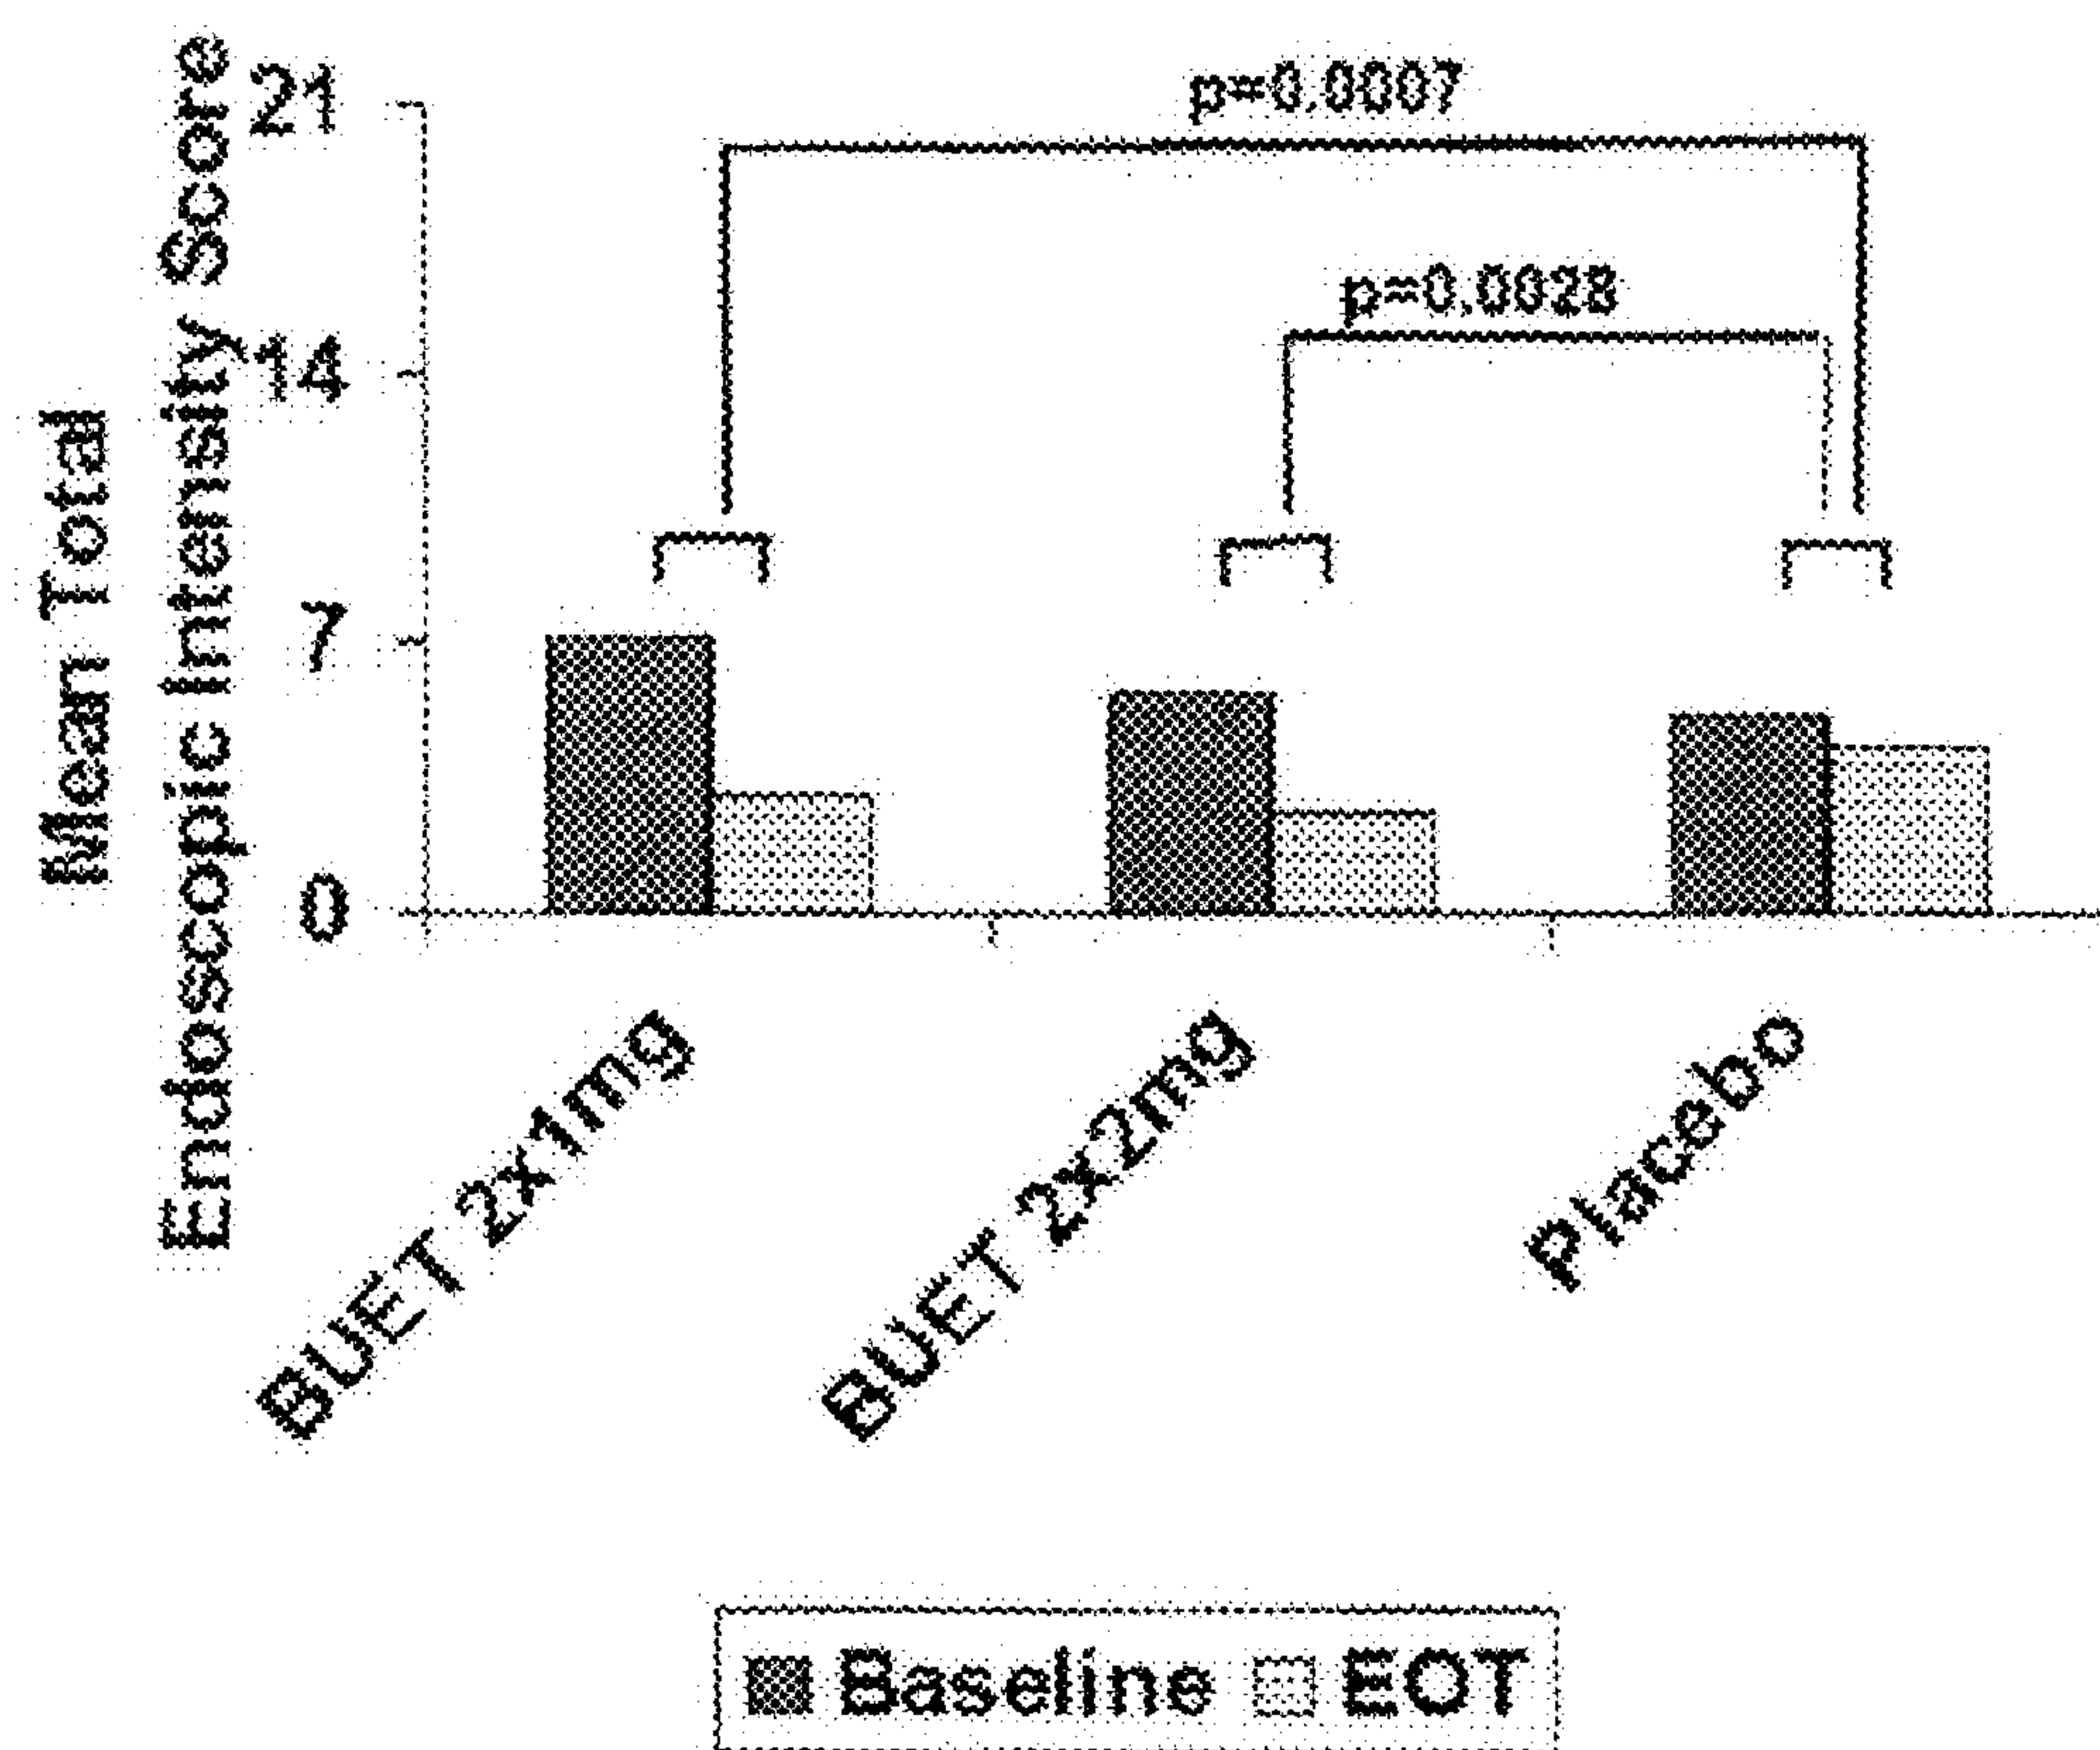 Mean Total
Endoscopic Intensity Score
21
14
7
0
p=0.0007
p=0.0028
BUET 2x1mg
BUET 2x2mg
Placebo
Baseline EOT